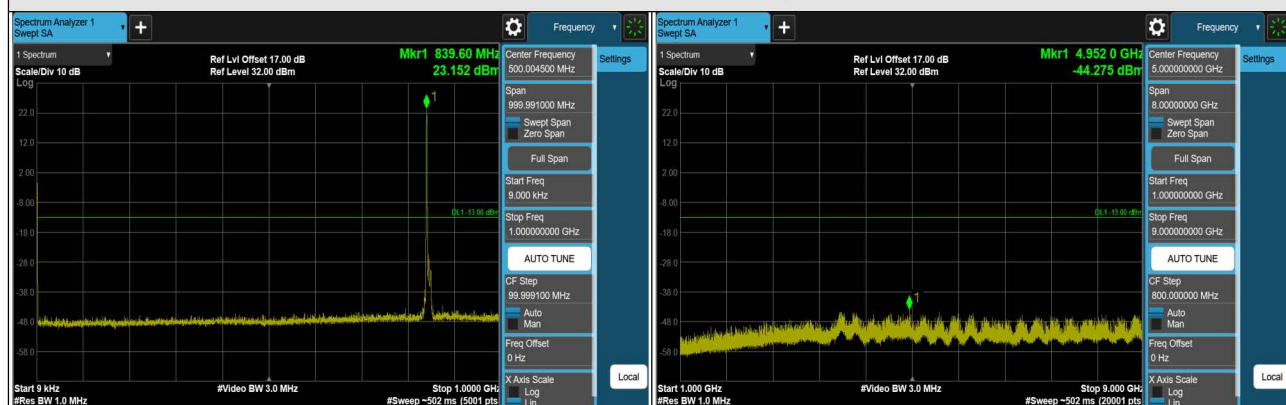 Spectrum Analyzer 1
Swept SA
+
Frequency
1 Spectrum
Scale/Div 10 dB
Log
Ref Lvl Offset 17.00 dB
Ref Level 32.00 dBm
Mkr1 839.60 MHz
23.152 dBm
1
22.0
12.0
2.00
-8.00
-18.0
-28.0
-38.0
-48.0
-58.0
DL1 -13.00 dBm
Start 9 kHz
#Res BW 1.0 MHz
#Video BW 3.0 MHz
Stop 1.0000 GHz
#Sweep ~502 ms (5001 pts)
Center Frequency
500.004500 MHz
Span
999.991000 MHz
Swept Span
Zero Span
Full Span
Start Freq
9.000 kHz
Stop Freq
1.000000000 GHz
AUTO TUNE
CF Step
99.999100 MHz
Auto
Man
Freq Offset
0 Hz
X Axis Scale
Log
Lin
Settings
Local
Spectrum Analyzer 1
Swept SA
+
Frequency
1 Spectrum
Scale/Div 10 dB
Log
Ref Lvl Offset 17.00 dB
Ref Level 32.00 dBm
Mkr1 4.952 0 GHz
-44.275 dBm
1
22.0
12.0
2.00
-8.00
-18.0
-28.0
-38.0
-48.0
-58.0
DL1 -13.00 dBm
Start 1.000 GHz
#Res BW 1.0 MHz
#Video BW 3.0 MHz
Stop 9.000 GHz
#Sweep ~502 ms (20001 pts)
Center Frequency
5.000000000 GHz
Span
8.00000000 GHz
Swept Span
Zero Span
Full Span
Start Freq
1.000000000 GHz
Stop Freq
9.000000000 GHz
AUTO TUNE
CF Step
800.000000 MHz
Auto
Man
Freq Offset
0 Hz
X Axis Scale
Log
Lin
Settings
Local